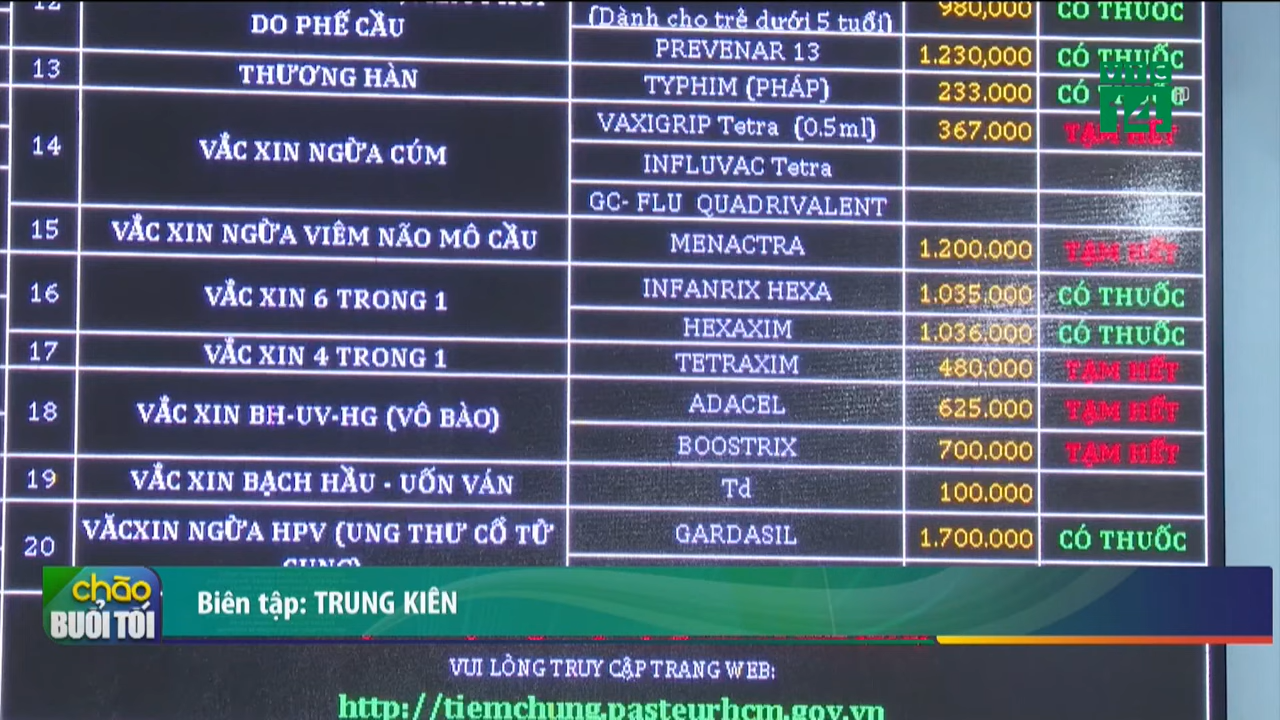 12
DO PHẾ CẦU
(Dành cho trẻ dưới 5 tuổi) 980,000 CÓ THUỐC
PREVENAR 13 1.230,000 CÓ THUỐC
13 THƯƠNG HÀN TYPHIM (PHÁP) 233.000 CÓ
14 VẮC XIN NGỪA CÚM VAXIGRIP Tetra (0.5ml) 367.000 TẠM HẾT
INFLUVAC Tetra
GC- FLU QUADRIVALENT
15 VẮC XIN NGỪA VIÊM NÃO MÔ CẦU MENACTRA 1.200.000 TẠM HẾT
16 VẮC XIN 6 TRONG 1 INFANRIX HEXA 1.035.000 CÓ THUỐC
HEXAXIM 1.036.000 CÓ THUỐC
17 VẮC XIN 4 TRONG 1 TETRAXIM 480.000 TẠM HẾT
18 VẮC XIN BH-UV-HG (VÔ BÀO) ADACEL 625.000 TẠM HẾT
BOOSTRIX 700.000 TẠM HẾT
19 VẮC XIN BẠCH HẦU - UỐN VÁN Td 100.000
20 VĂCXIN NGỪA HPV (UNG THƯ CỔ TỬ GARDASIL 1.700.000 CÓ THUỐC
CUNG)
chào
BUỔI TỐI
Biên tập: TRUNG KIÊN
VUI LÒNG TRUY CẬP TRANG WEB:
http://tiemchung.pasteurhcm.gov.vn
14